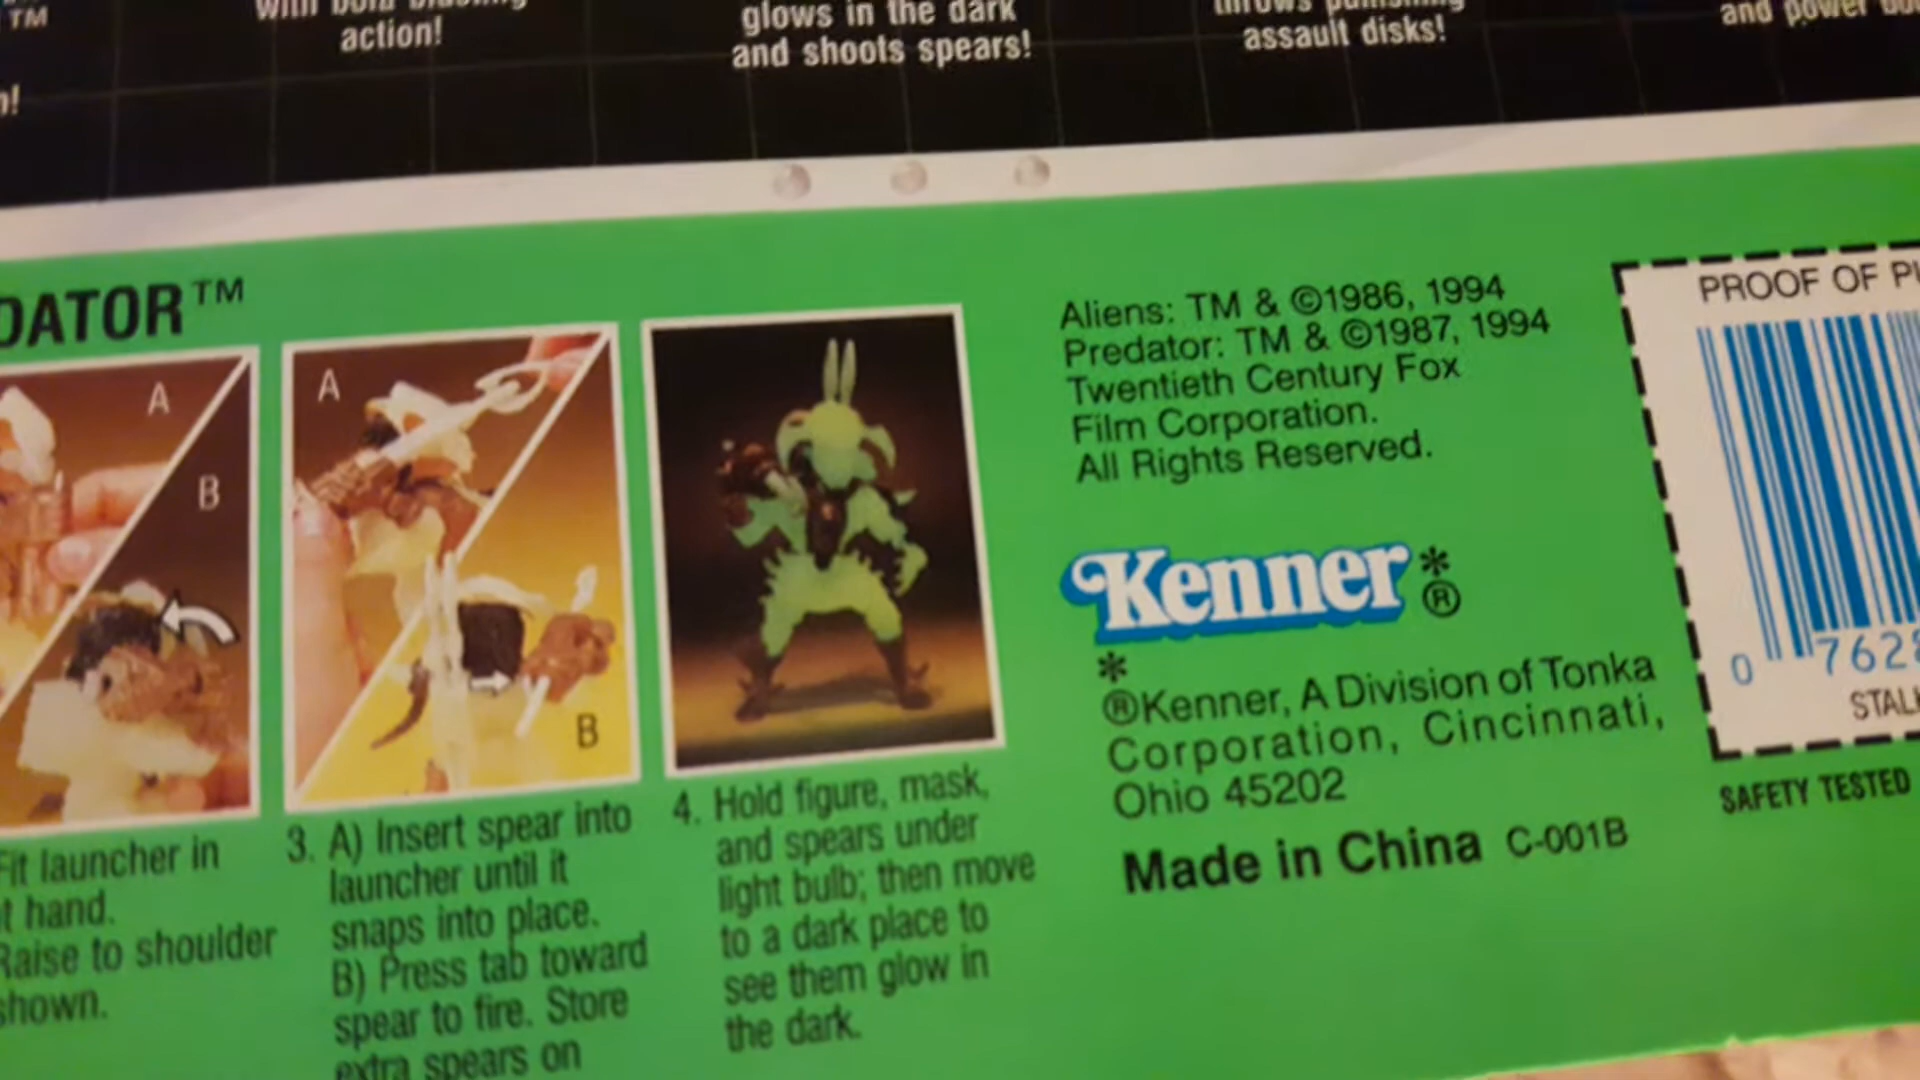 TM
action!
glows in the dark
and shoots spears!
assault disks!
and power
DATOR™
A
B
A
B
Fit launcher in
hand.
Raise to shoulder
shown.
3. A) Insert spear into
launcher until it
snaps into place.
B) Press tab toward
spear to fire. Store
extra spears on
4. Hold figure, mask,
and spears under
light bulb; then move
to a dark place to
see them glow in
the dark.
Aliens: TM & ©1986, 1994
Predator: TM & ©1987, 1994
Twentieth Century Fox
Film Corporation.
All Rights Reserved.
Kenner*®
*
®Kenner, A Division of Tonka
Corporation, Cincinnati,
Ohio 45202
Made in China C-001B
PROOF OF
0 7628
STAL
SAFETY TESTED